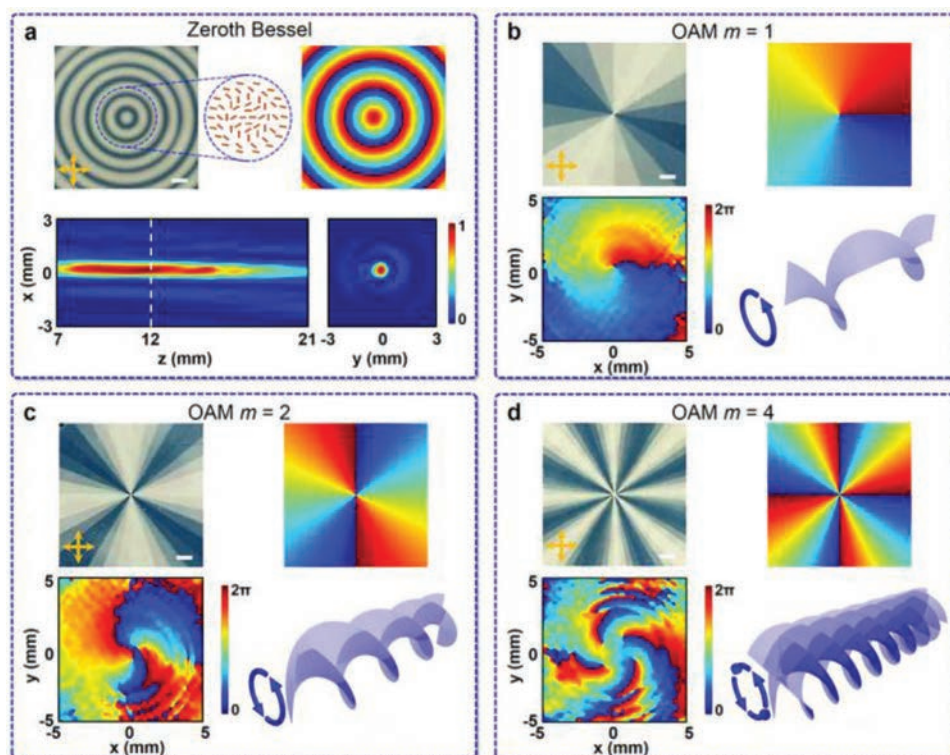 a Zeroth Bessel
3
0
-3
x (mm)
7 12 21
z (mm)
-3 0 3
y (mm)
1
0
b OAM m = 1
5
0
-5
y (mm)
-5 0 5
x (mm)
2π
0
c OAM m = 2
5
0
-5
y (mm)
-5 0 5
x (mm)
2π
0
d OAM m = 4
5
0
-5
y (mm)
-5 0 5
x (mm)
2π
0